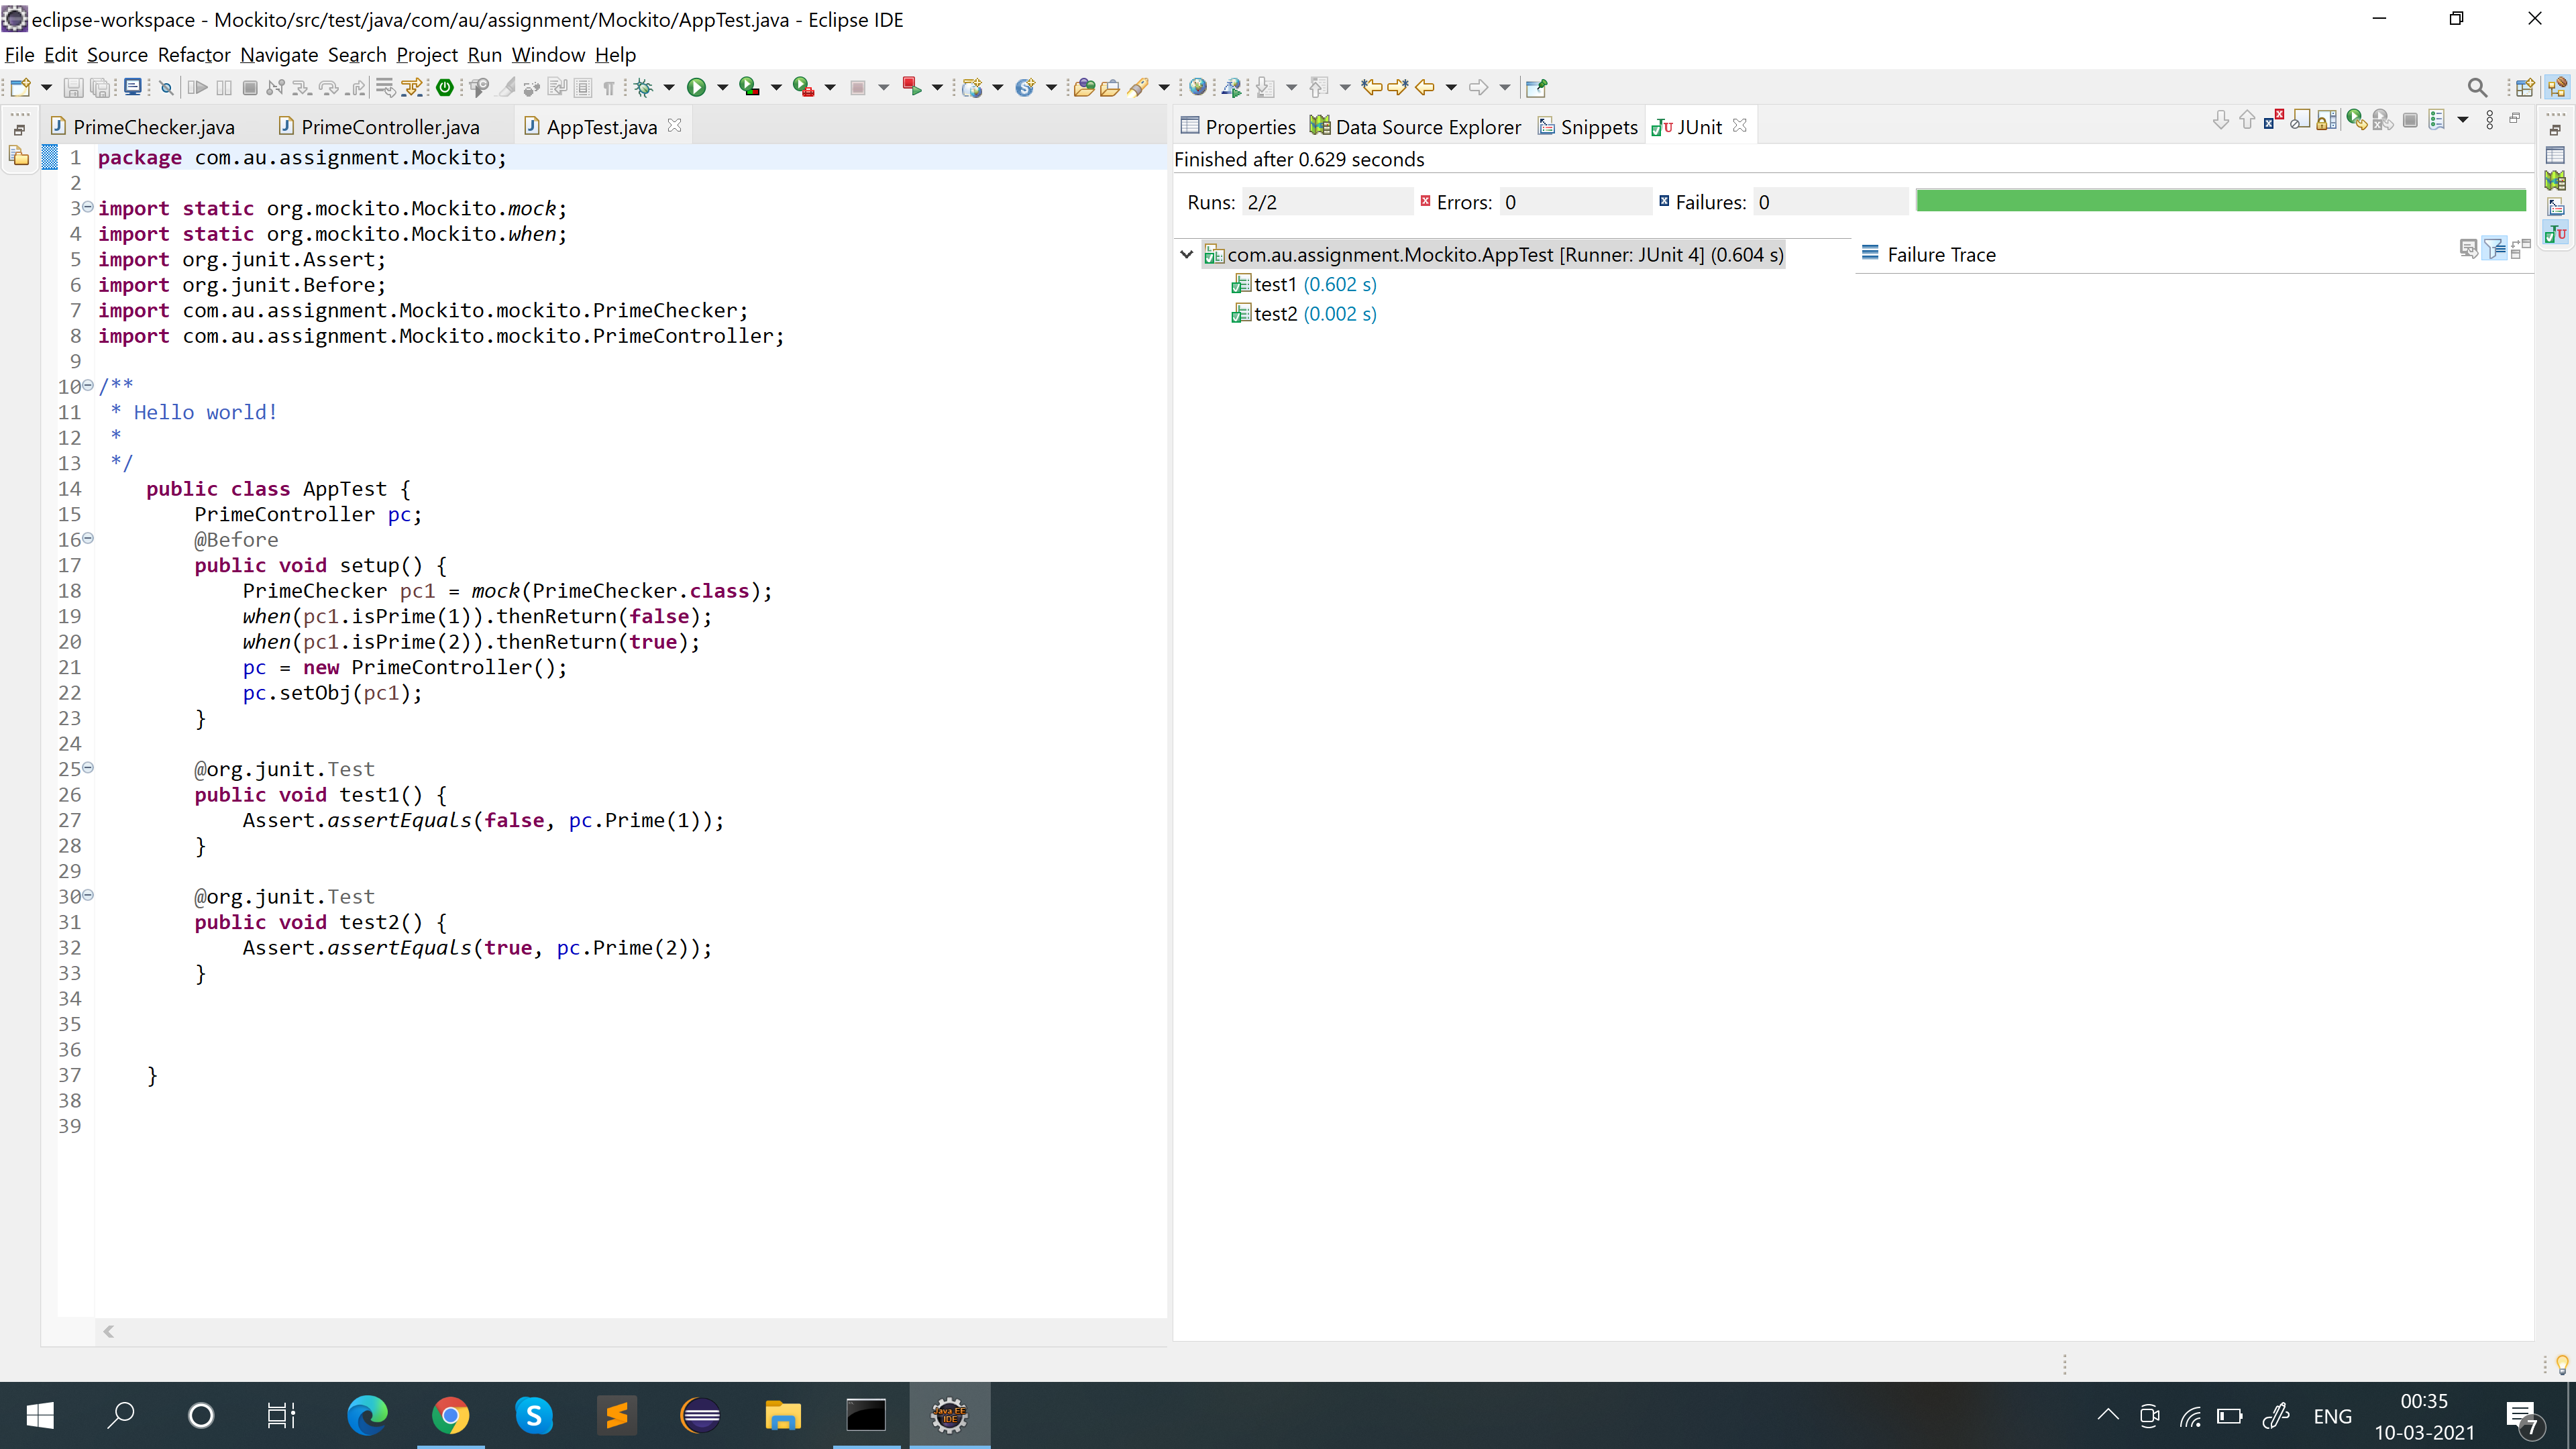 eclipse-workspace - Mockito/src/test/java/com/au/assignment/Mockito/AppTest.java - Eclipse IDE
File Edit Source Refactor Navigate Search Project Run Window Help
PrimeChecker.java PrimeController.java AppTest.java
1 package com.au.assignment.Mockito;
2
3 import static org.mockito.Mockito.mock;
4 import static org.mockito.Mockito.when;
5 import org.junit.Assert;
6 import org.junit.Before;
7 import com.au.assignment.Mockito.mockito.PrimeChecker;
8 import com.au.assignment.Mockito.mockito.PrimeController;
9
10 /**
11 * Hello world!
12 *
13 */
14 public class AppTest {
15 PrimeController pc;
16 @Before
17 public void setup() {
18 PrimeChecker pc1 = mock(PrimeChecker.class);
19 when(pc1.isPrime(1)).thenReturn(false);
20 when(pc1.isPrime(2)).thenReturn(true);
21 pc = new PrimeController();
22 pc.setObj(pc1);
23 }
24
25 @org.junit.Test
26 public void test1() {
27 Assert.assertEquals(false, pc.Prime(1));
28 }
29
30 @org.junit.Test
31 public void test2() {
32 Assert.assertEquals(true, pc.Prime(2));
33 }
34
35
36
37 }
38
39
Properties Data Source Explorer Snippets JUnit
Finished after 0.629 seconds
Runs: 2/2 Errors: 0 Failures: 0
com.au.assignment.Mockito.AppTest [Runner: JUnit 4] (0.604 s)
test1 (0.602 s)
test2 (0.002 s)
Failure Trace
ENG
00:35
10-03-2021
7